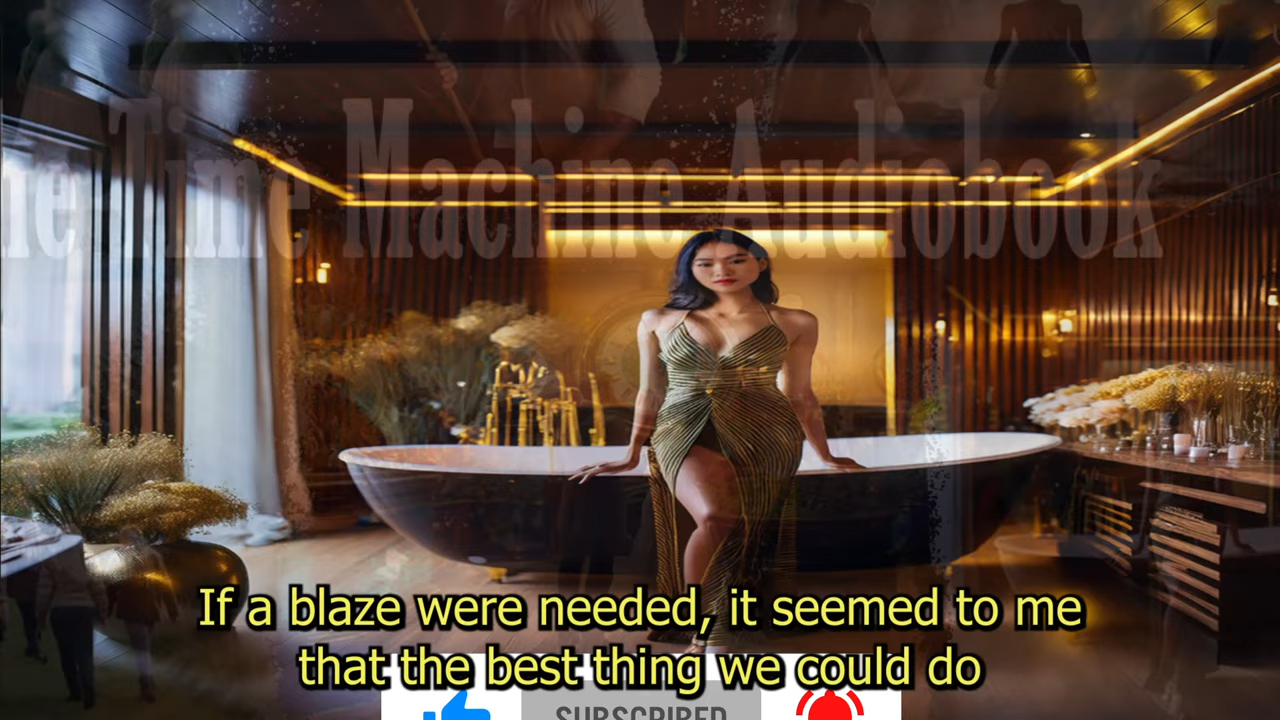 he Time Machine Audiobook
If a blaze were needed, it seemed to me
that the best thing we could do
SUBSCRIBED